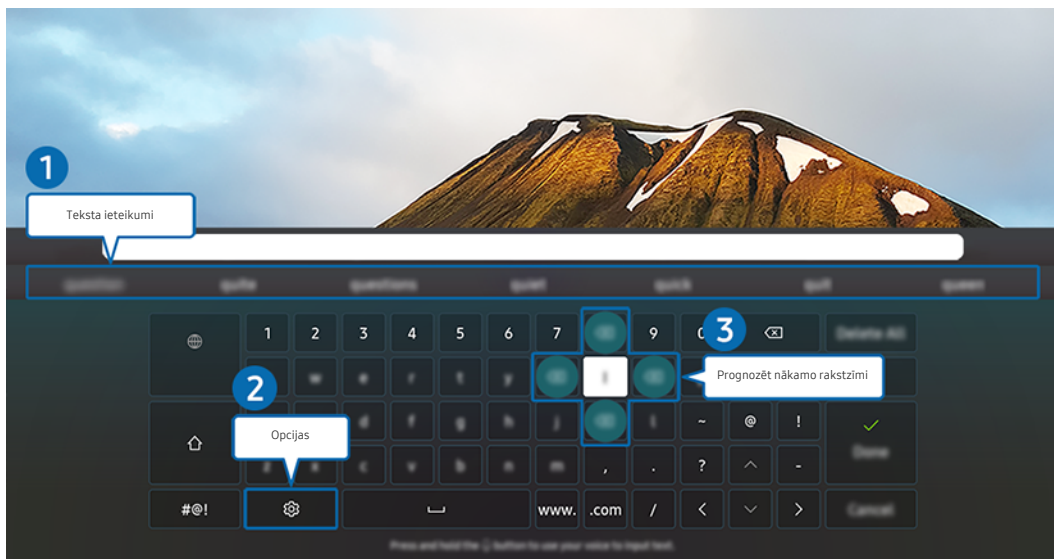 1
Teksta ieteikumi
question quite questions quiet quick quit queen
1 2 3 4 5 6 7 9 3 Delete All
w e r t y Prognozēt nākamo rakstzīmi
2
Opcijas
d f g h j l ~ @ !
z x c v b n m , . ? - Done
#@! www. .com / Cancel
Press and hold the button to use your voice to input text.